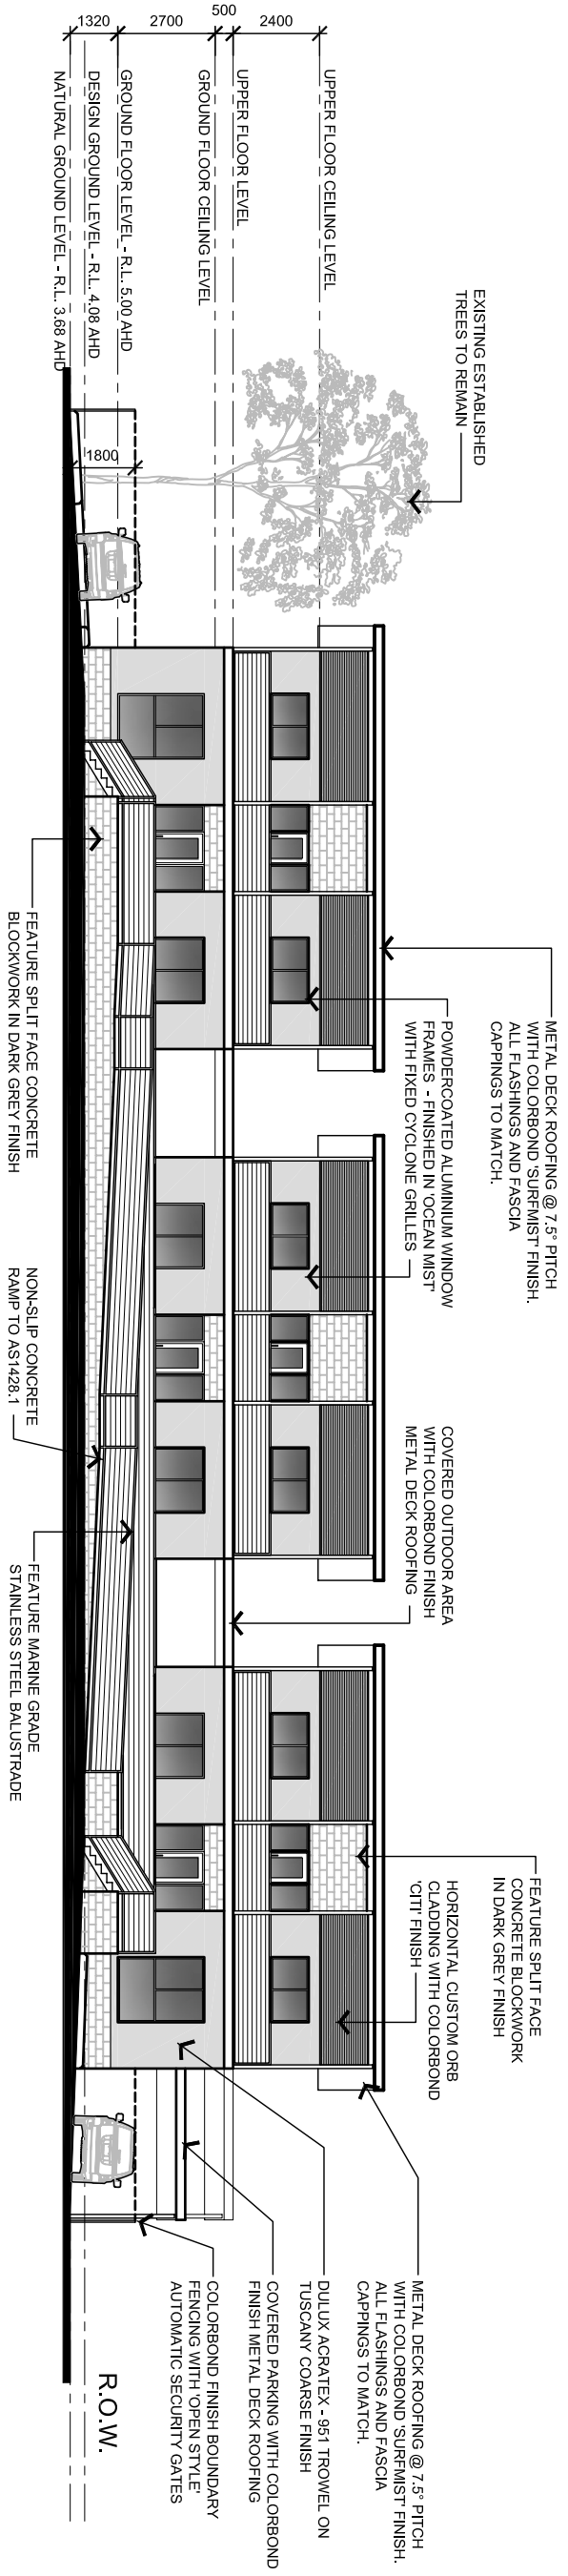 EXISTING ESTABLISHED
TREES TO REMAIN
METAL DECK ROOFING @ 7.5° PITCH
WITH COLORBOND 'SURFMIST' FINISH.
ALL FLASHINGS AND FASCIA
CAPPINGS TO MATCH.
POWDERCOATED ALUMINIUM WINDOW
FRAMES - FINISHED IN 'OCEAN MIST'
WITH FIXED CYCLONE GRILLES
COVERED OUTDOOR AREA
WITH COLORBOND FINISH
METAL DECK ROOFING
FEATURE SPLIT FACE
CONCRETE BLOCKWORK
IN DARK GREY FINISH
HORIZONTAL CUSTOM ORB
CLADDING WITH COLORBOND
'CITI' FINISH
METAL DECK ROOFING @ 7.5° PITCH
WITH COLORBOND 'SURFMIST' FINISH.
ALL FLASHINGS AND FASCIA
CAPPINGS TO MATCH.
DULUX ACRATEX - 951 TROWEL ON
TUSCANY COARSE FINISH
COVERED PARKING WITH COLORBOND
FINISH METAL DECK ROOFING
COLORBOND FINISH BOUNDARY
FENCING WITH 'OPEN STYLE'
AUTOMATIC SECURITY GATES
R.O.W.
UPPER FLOOR CEILING LEVEL
2400
UPPER FLOOR LEVEL
500
GROUND FLOOR CEILING LEVEL
2700
GROUND FLOOR LEVEL - R.L. 5.00 AHD
1320
DESIGN GROUND LEVEL - R.L. 4.08 AHD
NATURAL GROUND LEVEL - R.L. 3.68 AHD
1800
FEATURE SPLIT FACE CONCRETE
BLOCKWORK IN DARK GREY FINISH
NON-SLIP CONCRETE
RAMP TO AS1428.1
FEATURE MARINE GRADE
STAINLESS STEEL BALUSTRADE